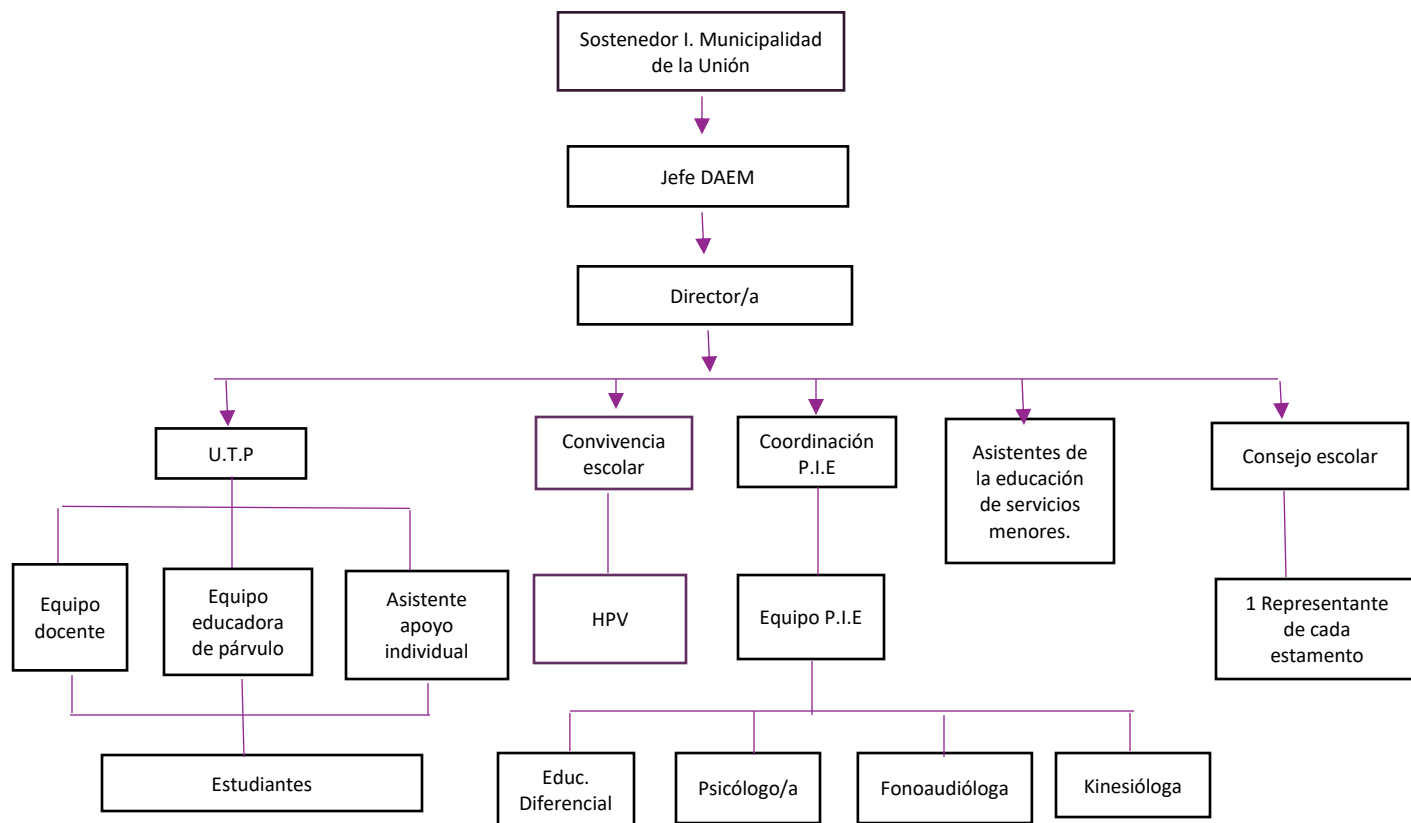 Sostenedor I. Municipalidad
de la Unión
Jefe DAEM
Director/a
U.T.P
Convivencia
escolar
Coordinación
P.I.E
Asistentes de
la educación
de servicios
menores.
Consejo escolar
Equipo
docente
Equipo
educadora
de párvulo
Asistente
apoyo
individual
HPV
Equipo P.I.E
1 Representante
de cada
estamento
Estudiantes
Educ.
Diferencial
Psicólogo/a
Fonoaudióloga
Kinesióloga